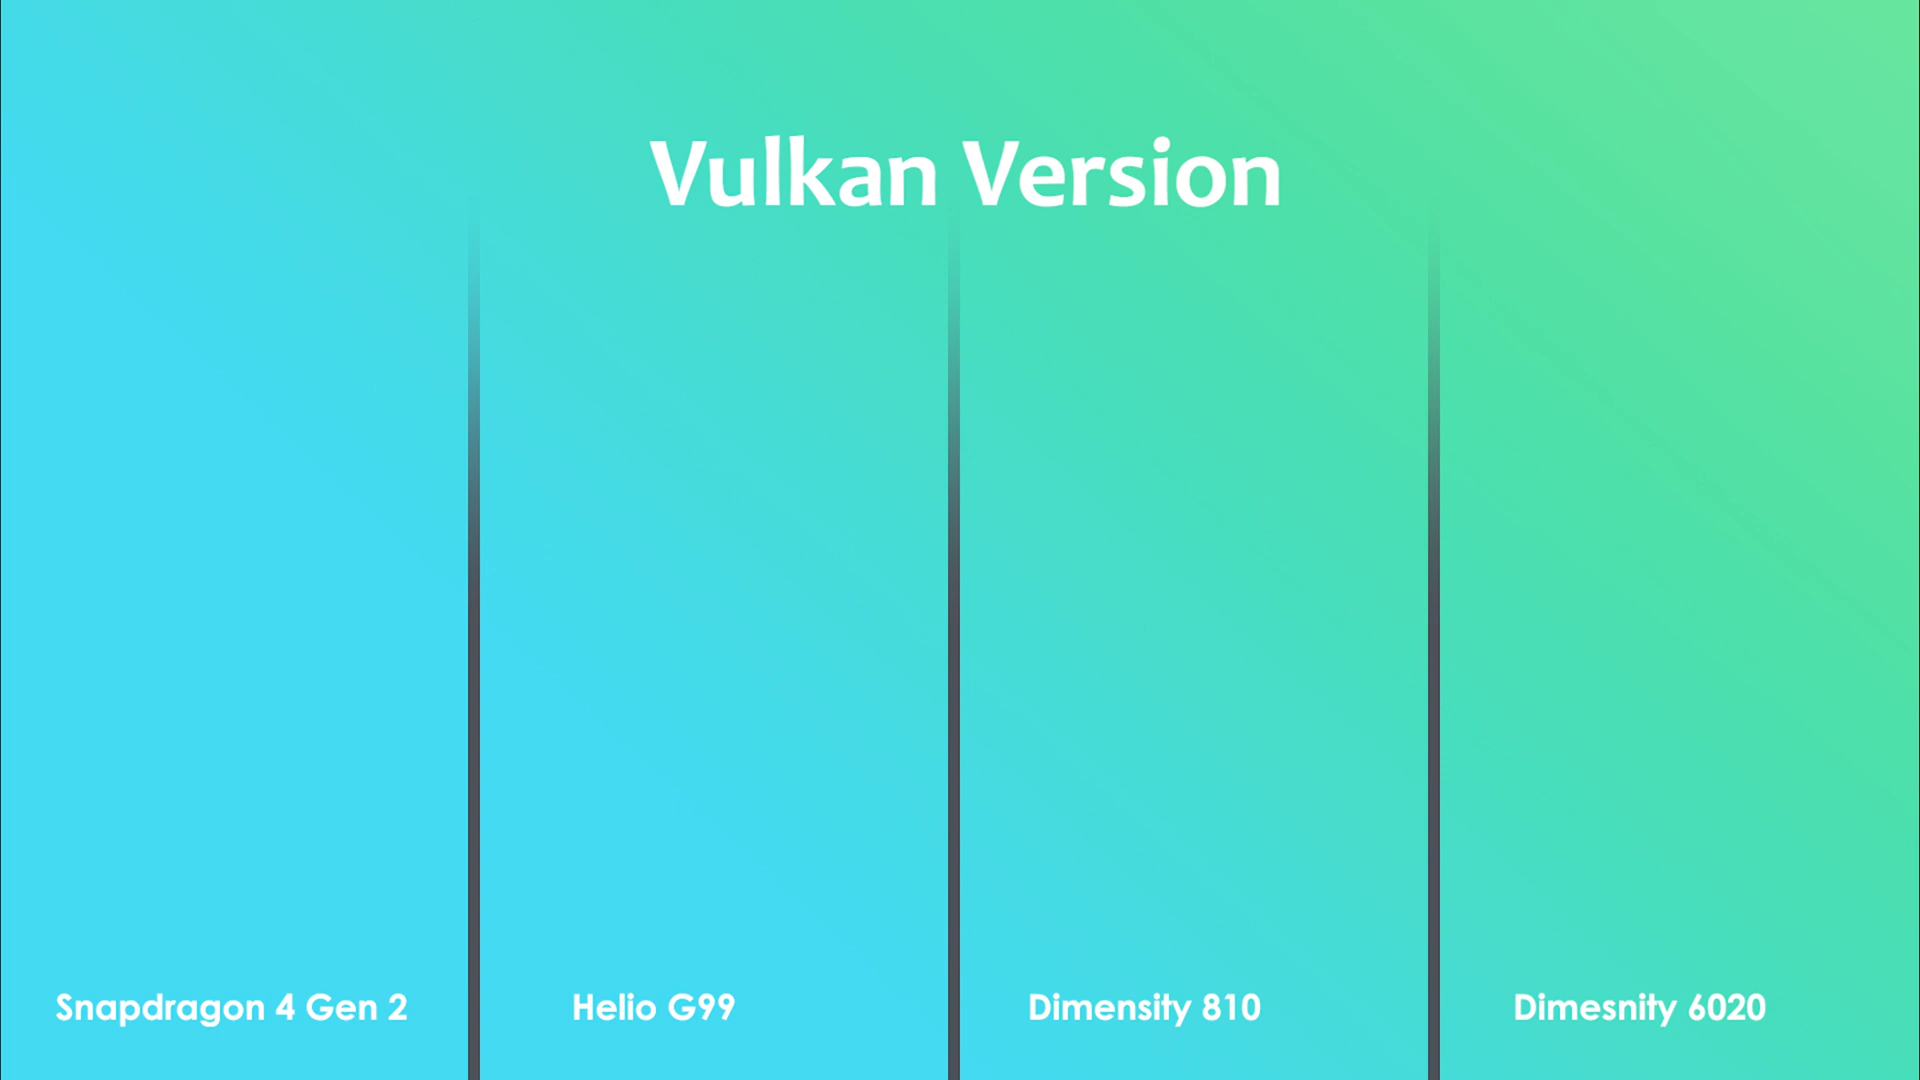 Vulkan Version
Snapdragon 4 Gen 2
Helio G99
Dimensity 810
Dimesnity 6020